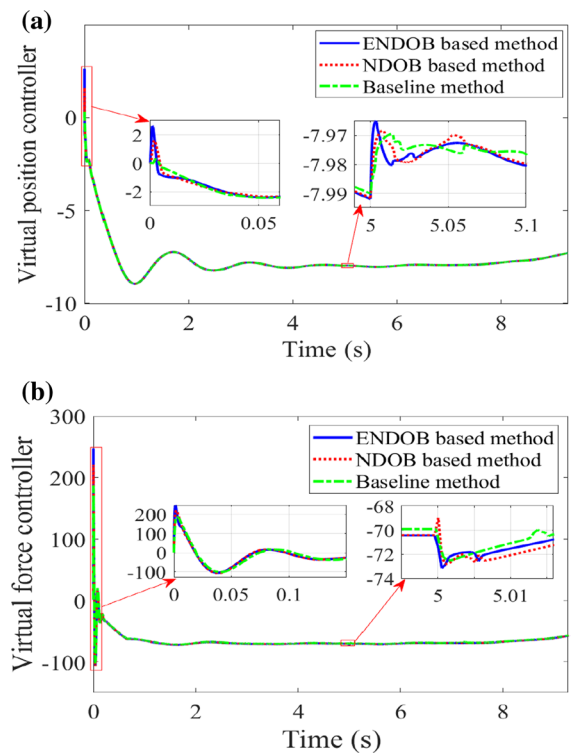 (a)
Virtual position controller
ENDOB based method
NDOB based method
Baseline method
0
-5
-10
2
0
-2
0 0.05
-7.97
-7.98
-7.99
5 5.05 5.1
0 2 4 6 8
Time (s)
(b)
Virtual force controller
ENDOB based method
NDOB based method
Baseline method
300
200
100
0
-100
200
100
0
-100
0 0.05 0.1
-68
-70
-72
-74
5 5.01
0 2 4 6 8
Time (s)